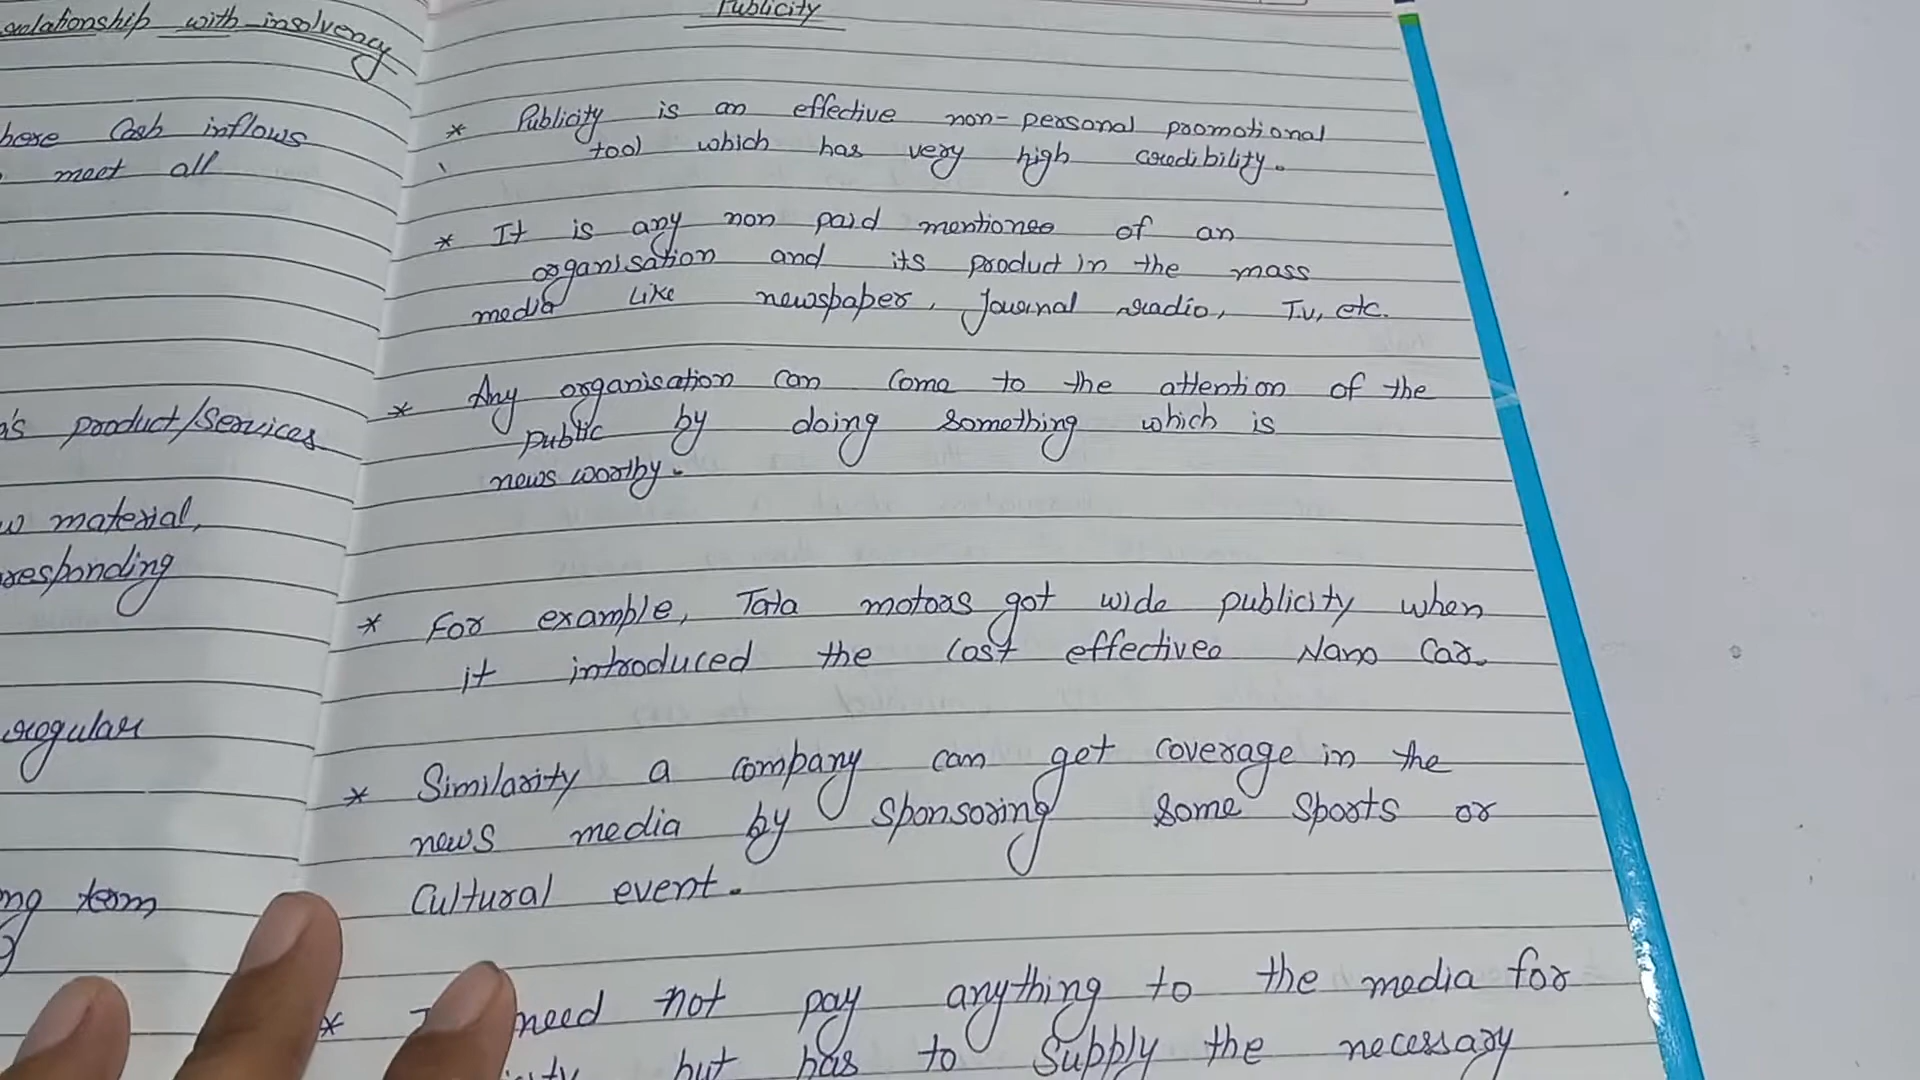 relationship with insolvency
Cash inflows
meet all
product/Services
material,
regular
term
Publicity
* Publicity is an effective non-personal promotional
tool which has very high credibility.
* It is any non paid mentionee of an
organisation and its product in the mass
media like newspaper, Journal radio, T.v, etc.
* Any organisation can come to the attention of the
public by doing something which is
news worthy.
* For example, Tata motors got wide publicity when
it introduced the cost effectivee Nano Car.
* Similarity a company can get coverage in the
news media by sponsoring some sports or
Cultural event.
* need not pay anything to the media for
but has to supply the necessary